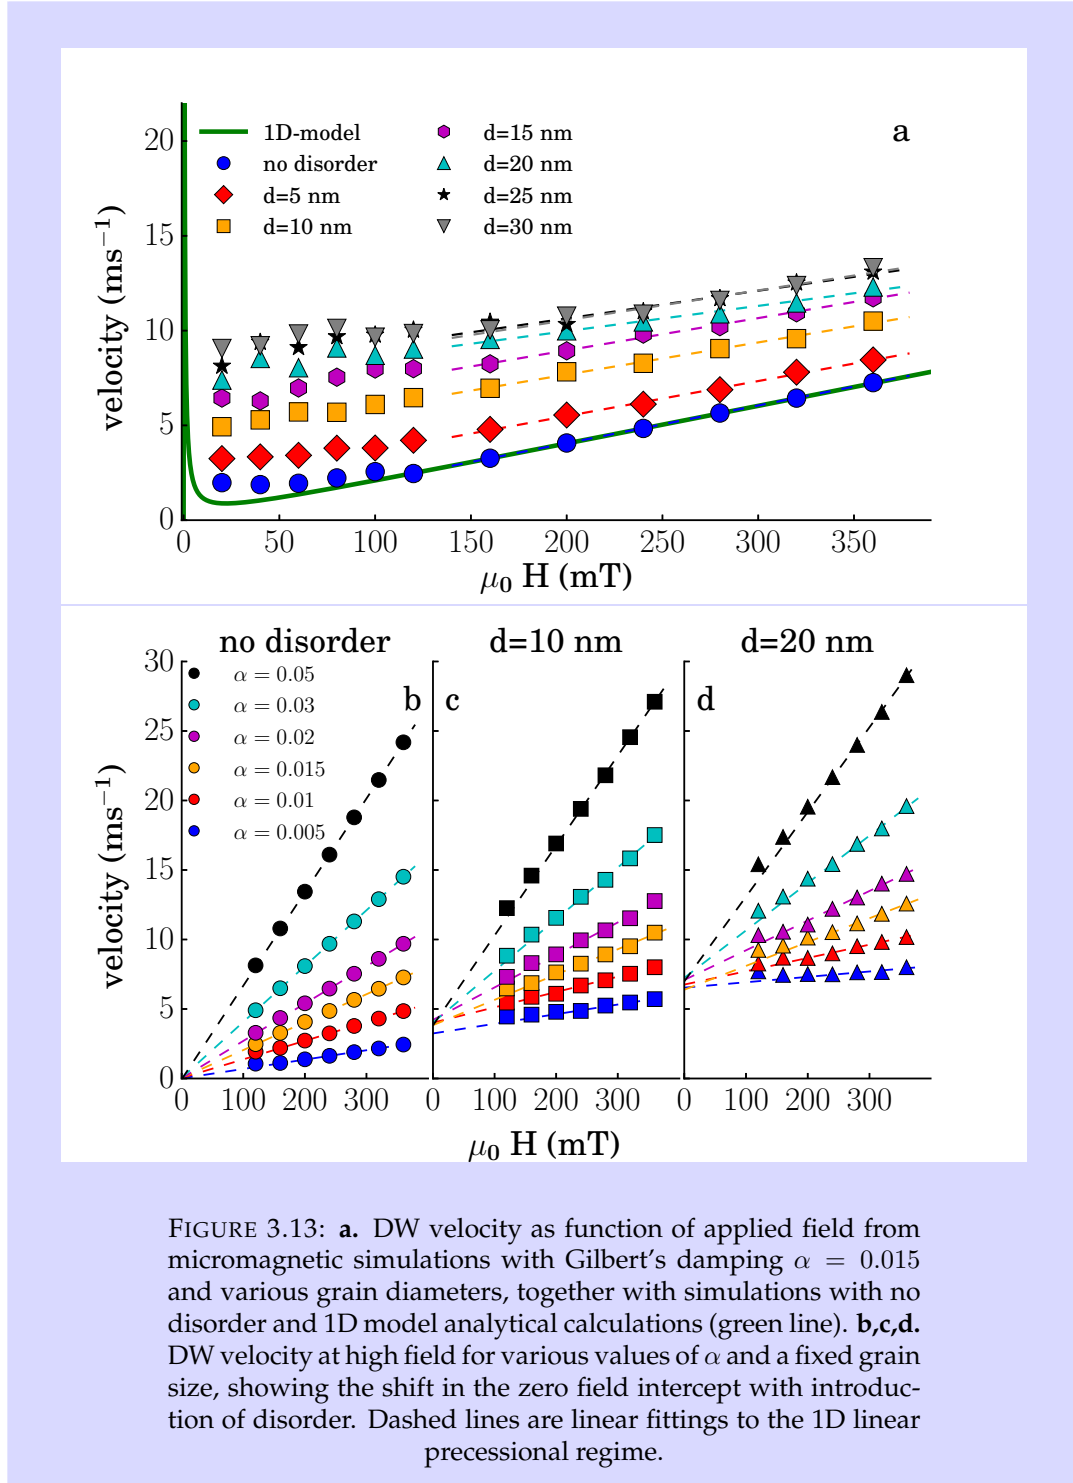 a
20
15
10
5
0
velocity (ms⁻¹)
1D-model
no disorder
d=5 nm
d=10 nm
d=15 nm
d=20 nm
d=25 nm
d=30 nm
0 50 100 150 200 250 300 350
μ₀ H (mT)
no disorder d=10 nm d=20 nm
b c d
30
25
20
15
10
5
0
velocity (ms⁻¹)
α = 0.05
α = 0.03
α = 0.02
α = 0.015
α = 0.01
α = 0.005
0 100 200 300 0 100 200 300 0 100 200 300
μ₀ H (mT)
FIGURE 3.13: a. DW velocity as function of applied field from
micromagnetic simulations with Gilbert's damping α = 0.015
and various grain diameters, together with simulations with no
disorder and 1D model analytical calculations (green line). b,c,d.
DW velocity at high field for various values of α and a fixed grain
size, showing the shift in the zero field intercept with introduc-
tion of disorder. Dashed lines are linear fittings to the 1D linear
precessional regime.